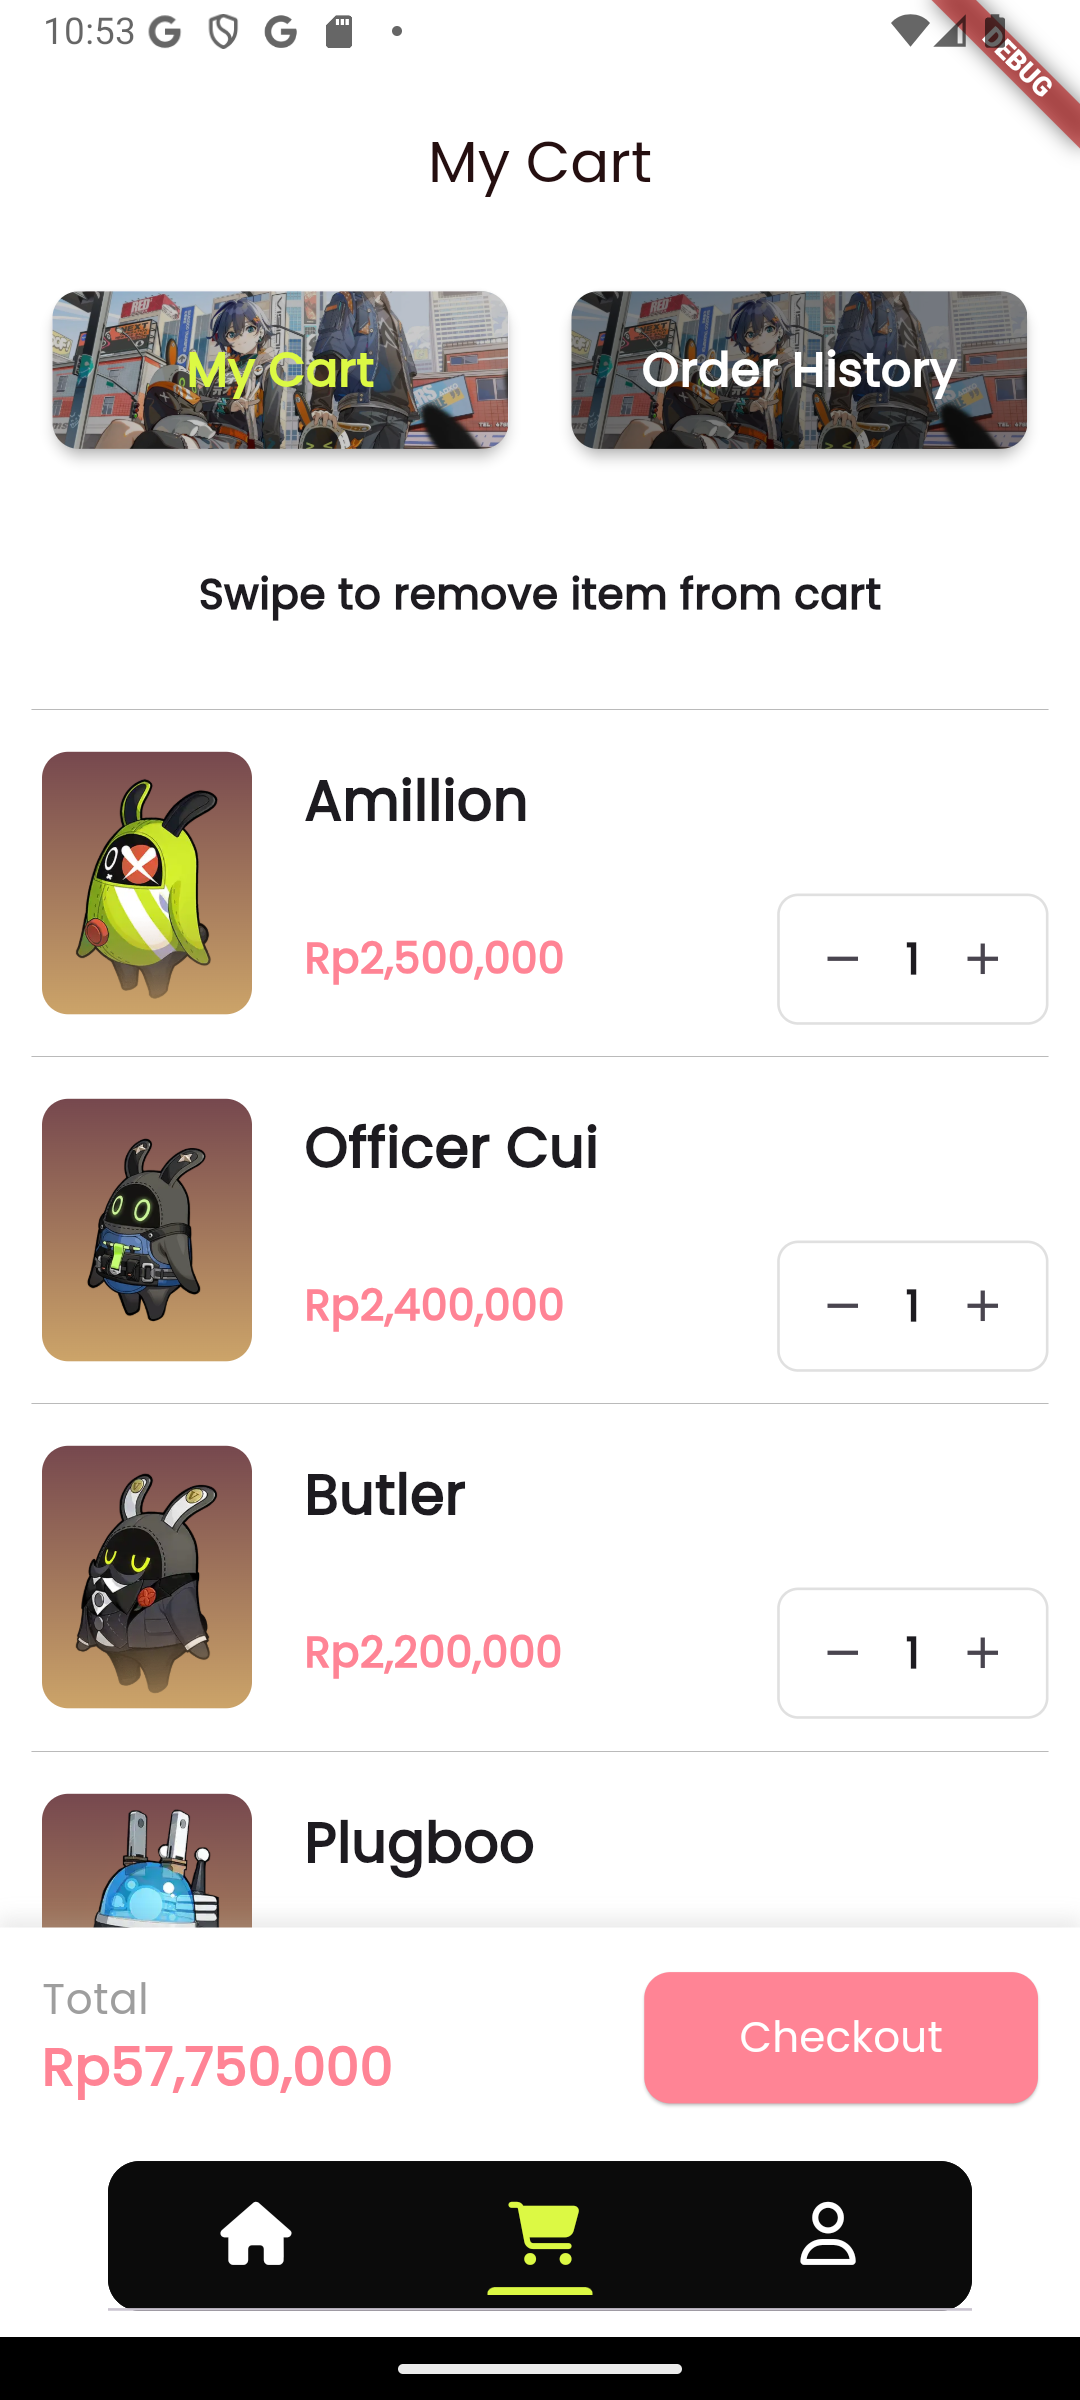 10:53
DEBUG
My Cart
My Cart
Order History
Swipe to remove item from cart
Amillion
Rp2,500,000
1
Officer Cui
Rp2,400,000
1
Butler
Rp2,200,000
1
Plugboo
Total
Rp57,750,000
Checkout